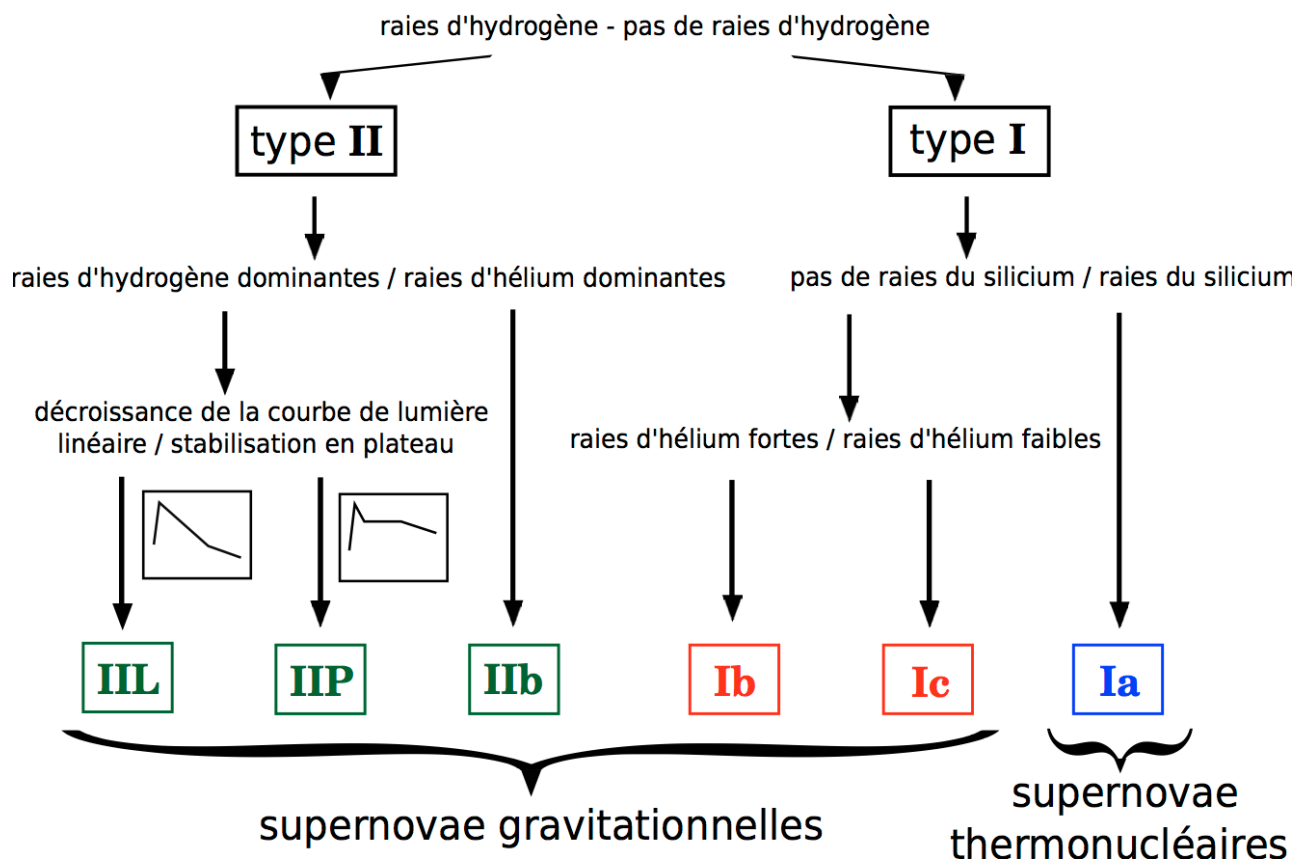 raies d'hydrogène - pas de raies d'hydrogène
type II
type I
raies d'hydrogène dominantes / raies d'hélium dominantes
pas de raies du silicium / raies du silicium
décroissance de la courbe de lumière
linéaire / stabilisation en plateau
raies d'hélium fortes / raies d'hélium faibles
IIL
IIP
IIb
Ib
Ic
Ia
supernovae gravitationnelles
supernovae
thermonucléaires